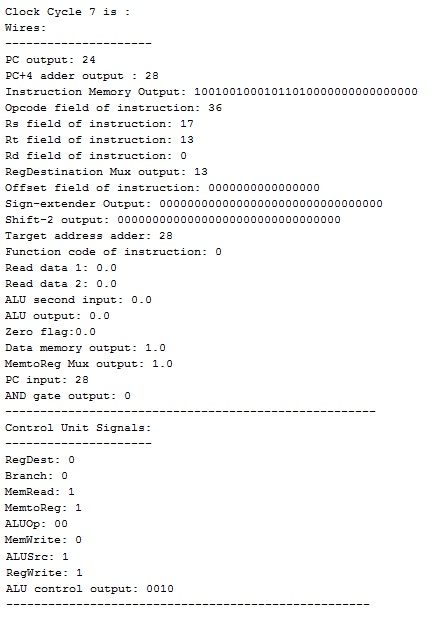 Clock Cycle 7 is :
Wires:
---------------------
PC output: 24
PC+4 adder output : 28
Instruction Memory Output: 10010010001011010000000000000000
Opcode field of instruction: 36
Rs field of instruction: 17
Rt field of instruction: 13
Rd field of instruction: 0
RegDestination Mux output: 13
Offset field of instruction: 0000000000000000
Sign-extender Output: 00000000000000000000000000000000
Shift-2 output: 00000000000000000000000000000000
Target address adder: 28
Function code of instruction: 0
Read data 1: 0.0
Read data 2: 0.0
ALU second input: 0.0
ALU output: 0.0
Zero flag:0.0
Data memory output: 1.0
MemtoReg Mux output: 1.0
PC input: 28
AND gate output: 0
-----------------------------------------------------
Control Unit Signals:
---------------------
RegDest: 0
Branch: 0
MemRead: 1
MemtoReg: 1
ALUOp: 00
MemWrite: 0
ALUSrc: 1
RegWrite: 1
ALU control output: 0010
----------------------------------------------------